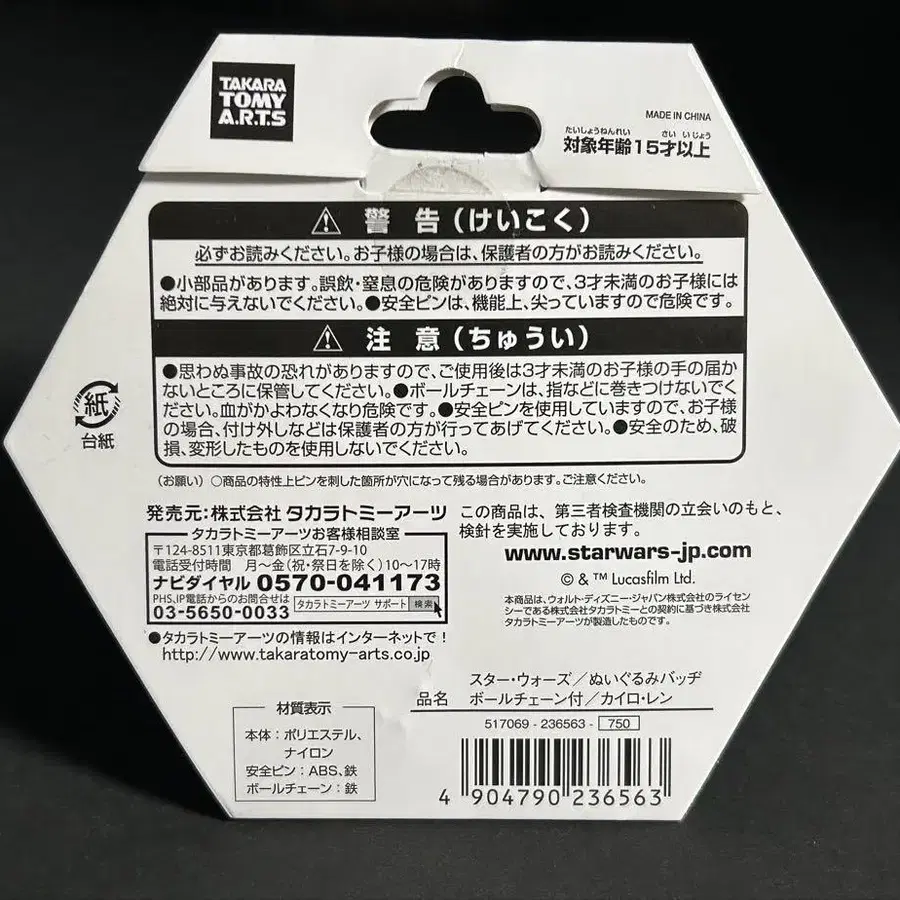 TAKARA
TOMY
A.R.T.S
MADE IN CHINA
たいしょうねんれい さい いじょう
対象年齢15才以上
警 告(けいこく)
必ずお読みください。お子様の場合は、保護者の方がお読みください。
●小部品があります。誤飲・窒息の危険がありますので、3才未満のお子様には
絶対に与えないでください。●安全ピンは、機能上、尖っていますので危険です。
注 意(ちゅうい)
●思わぬ事故の恐れがありますので、ご使用後は3才未満のお子様の手の届か
ないところに保管してください。●ボールチェーンは、指などに巻きつけないでく
ださい。血がかよわなくなり危険です。●安全ピンを使用していますので、お子様
の場合、付け外しなどは保護者の方が行ってあげてください。●安全のため、破
損、変形したものを使用しないでください。
紙
台紙
(お願い) ○商品の特性上ピンを刺した箇所が穴になって残る場合があります。ご注意ください。
発売元:株式会社 タカラトミーアーツ
タカラトミーアーツお客様相談室
〒124-8511東京都葛飾区立石7-9-10
電話受付時間 月〜金(祝・祭日を除く)10〜17時
ナビダイヤル 0570-041173
PHS、IP電話からのお問合せは
03-5650-0033
タカラトミーアーツ サポート 検索
●タカラトミーアーツの情報はインターネットで!
http://www.takaratomy-arts.co.jp
この商品は、第三者検査機関の立会いのもと、
検針を実施しております。
www.starwars-jp.com
© & ™ Lucasfilm Ltd.
本商品は、ウォルト・ディズニー・ジャパン株式会社のライセン
シーである株式会社タカラトミーとの契約に基づき株式会社
タカラトミーアーツが製造したものです。
材質表示
本体:ポリエステル、
ナイロン
安全ピン:ABS、鉄
ボールチェーン:鉄
品名
スター・ウォーズ/ぬいぐるみバッヂ
ボールチェーン付/カイロ・レン
517069 - 236563 - 750
4 904790 236563